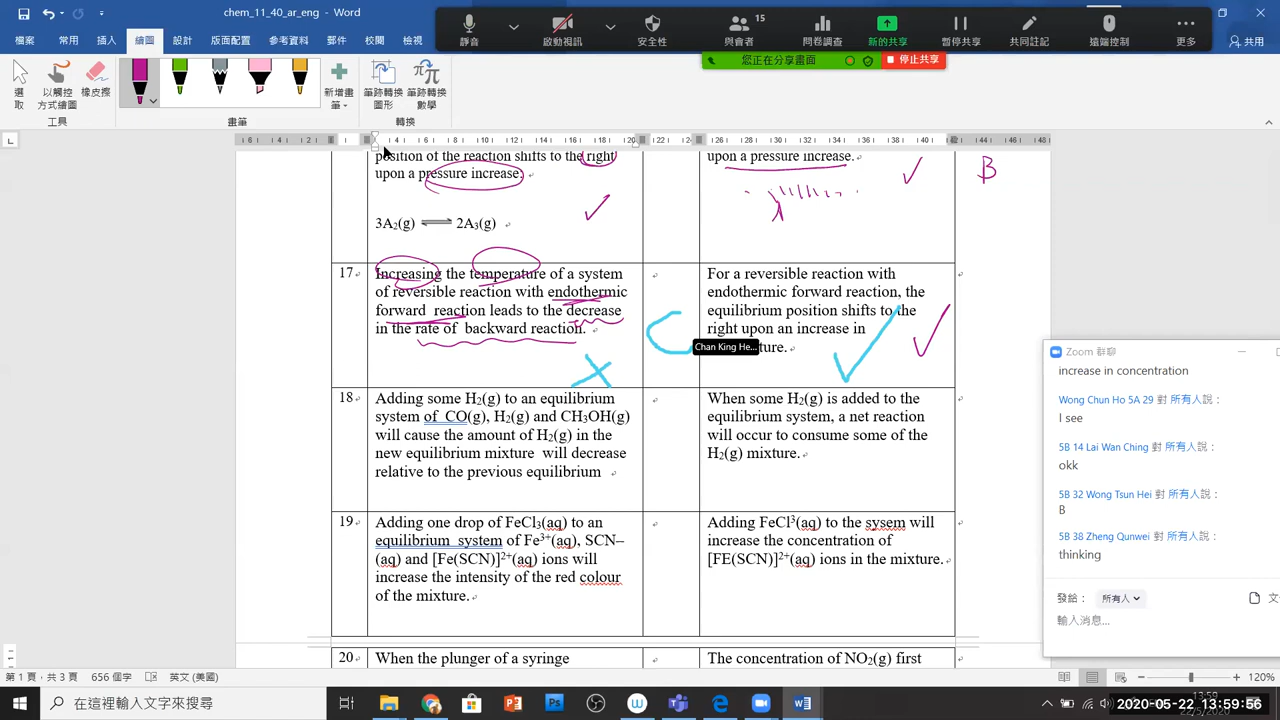 chem_11_40_ar_eng - Word
檔案 常用 插入 繪圖 設計 版面配置 參考資料 郵件 校閱 檢視
靜音
啟動視訊
安全性
15
與會者
問卷調查
新的共享
暫停共享
共同註記
遠端控制
更多
共用
您正在分享畫面
停止共享
選取
以觸控方式繪圖
橡皮擦
新增畫筆
筆跡轉換圖形
筆跡轉換數學
工具
畫筆
轉換
position of the reaction shifts to the right
upon a pressure increase.
3A₂(g) ⇌ 2A₃(g)
upon a pressure increase.
B
17
Increasing the temperature of a system
of reversible reaction with endothermic
forward reaction leads to the decrease
in the rate of backward reaction.
C
For a reversible reaction with
endothermic forward reaction, the
equilibrium position shifts to the
right upon an increase in
ture.
Chan King He...
18
Adding some H₂(g) to an equilibrium
system of CO(g), H₂(g) and CH₃OH(g)
will cause the amount of H₂(g) in the
new equilibrium mixture will decrease
relative to the previous equilibrium
When some H₂(g) is added to the
equilibrium system, a net reaction
will occur to consume some of the
H₂(g) mixture.
19
Adding one drop of FeCl₃(aq) to an
equilibrium system of Fe³⁺(aq), SCN–
(aq) and [Fe(SCN)]²⁺(aq) ions will
increase the intensity of the red colour
of the mixture.
Adding FeCl³(aq) to the sysem will
increase the concentration of
[FE(SCN)]²⁺(aq) ions in the mixture.
20
When the plunger of a syringe
The concentration of NO₂(g) first
Zoom 群聊
increase in concentration
Wong Chun Ho 5A 29 對 所有人說：
I see
5B 14 Lai Wan Ching 對 所有人說：
okk
5B 32 Wong Tsun Hei 對 所有人說：
B
5B 38 Zheng Qunwei 對 所有人說：
thinking
發給： 所有人
輸入消息...
第 1 頁，共 3 頁 656 個字 英文 (美國)
120%
在這裡輸入文字來搜尋
2020-05-22 13:59:56